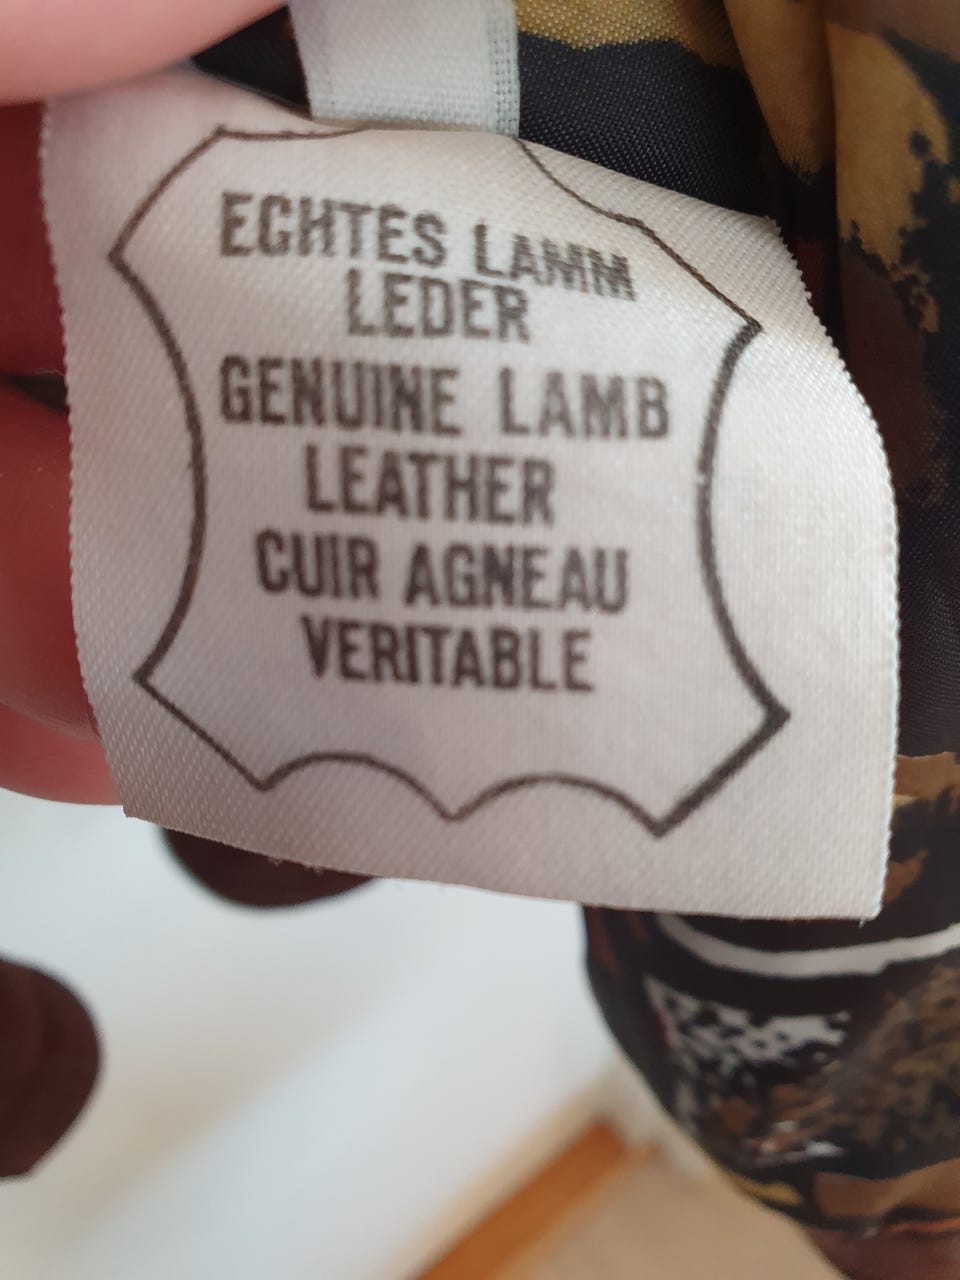 ECHTES LAMM
LEDER
GENUINE LAMB
LEATHER
CUIR AGNEAU
VERITABLE